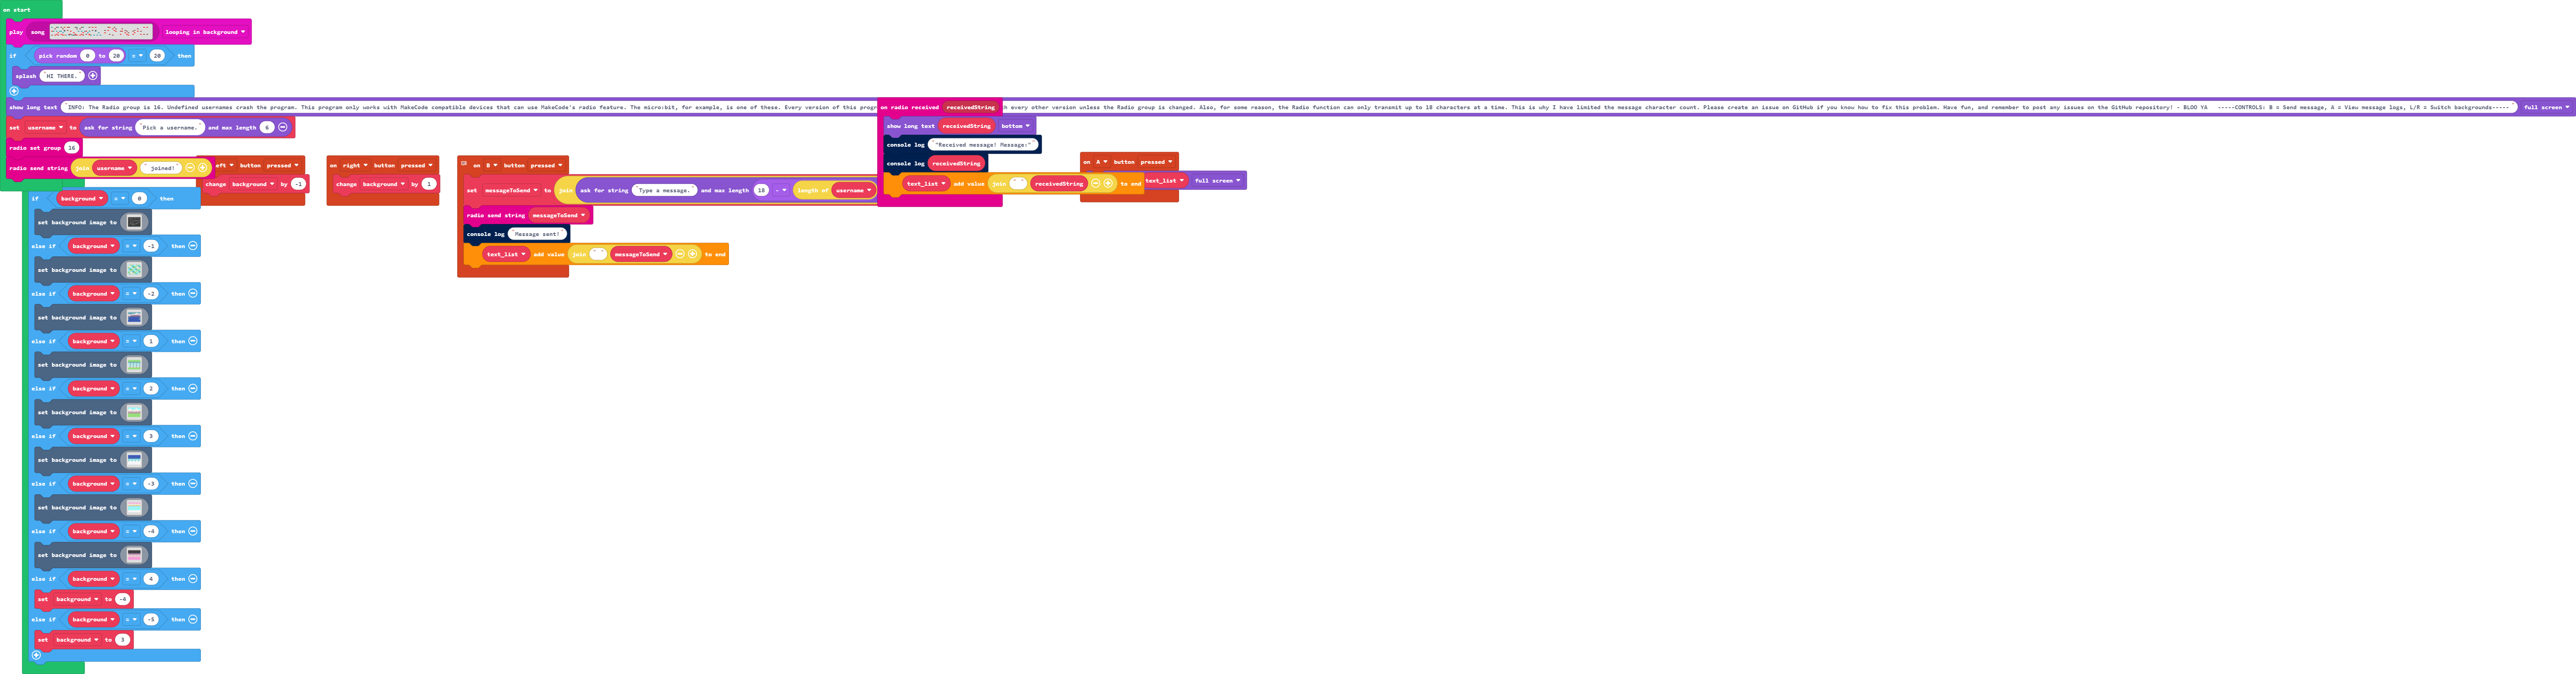 on start
play song looping in background
if pick random 0 to 20 = 20 then
splash "HI THERE."
show long text "INFO: The Radio group is 16. Undefined usernames crash the program. This program only works with MakeCode compatible devices that can use MakeCode's radio feature. The micro:bit, for example, is one of these. Every version of this progr
h every other version unless the Radio group is changed. Also, for some reason, the Radio function can only transmit up to 18 characters at a time. This is why I have limited the message character count. Please create an issue on GitHub if you know how to fix this problem. Have fun, and remember to post any issues on the GitHub repository! - BLOO YA -----CONTROLS: B = Send message, A = View message logs, L/R = Switch backgrounds-----" full screen
set username to ask for string "Pick a username." and max length 6
radio set group 16
radio send string join username " joined!"
if background = 0 then
set background image to
else if background = -1 then
set background image to
else if background = -2 then
set background image to
else if background = 1 then
set background image to
else if background = 2 then
set background image to
else if background = 3 then
set background image to
else if background = -3 then
set background image to
else if background = -4 then
set background image to
else if background = 4 then
set background to -4
else if background = -5 then
set background to 3
eft button pressed
change background by -1
on right button pressed
change background by 1
on B button pressed
set messageToSend to join ask for string "Type a message." and max length 18 - length of username
radio send string messageToSend
console log "Message sent!"
text_list add value join " " messageToSend to end
on radio received receivedString
show long text receivedString bottom
console log ""Received message! Message:"
console log receivedString
text_list add value join " " receivedString to end
on A button pressed
text_list full screen